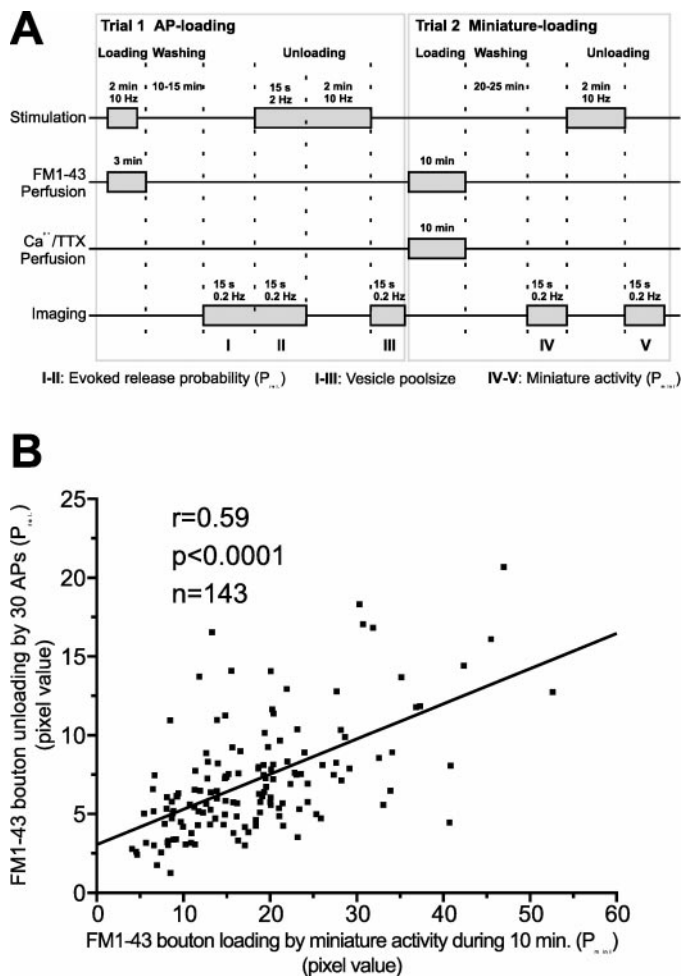 A
Trial 1 AP-loading
Trial 2 Miniature-loading
Loading Washing Unloading
Loading Washing Unloading
2 min 10-15 min 15 s 2 min
10 Hz 2 Hz 10 Hz
20-25 min 2 min
10 Hz
Stimulation
3 min 10 min
FM1-43
Perfusion
10 min
Ca⁺⁺/TTX
Perfusion
15 s 15 s 15 s 15 s 15 s
0.2 Hz 0.2 Hz 0.2 Hz 0.2 Hz 0.2 Hz
Imaging
I II III IV V
I-II: Evoked release probability (P) I-III: Vesicle poolsize IV-V: Miniature activity (P)
B
FM1-43 bouton unloading by 30 APs (P)
(pixel value)
25
20
15
10
5
0
r=0.59
p<0.0001
n=143
0 10 20 30 40 50 60
FM1-43 bouton loading by miniature activity during 10 min. (P)
(pixel value)